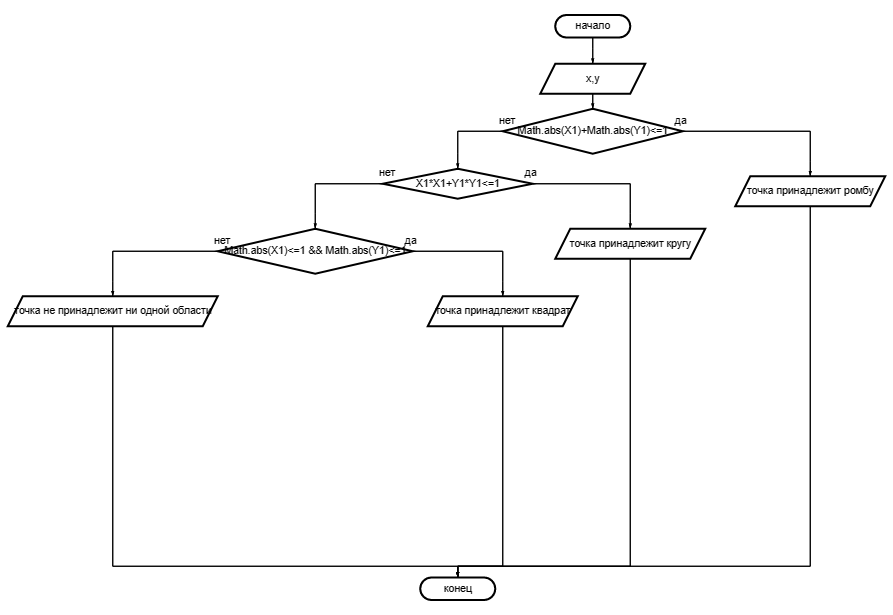 начало
x,y
нет
да
Math.abs(X1)+Math.abs(Y1)<=1
нет
да
X1*X1+Y1*Y1<=1
точка принадлежит ромбу
нет
да
Math.abs(X1)<=1 && Math.abs(Y1)<=1
точка принадлежит кругу
точка не принадлежит ни одной области
точка принадлежит квадрат
конец